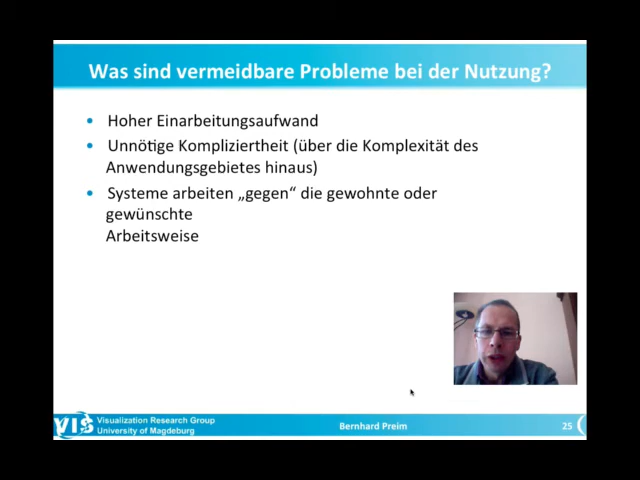 Was sind vermeidbare Probleme bei der Nutzung?
• Hoher Einarbeitungsaufwand
• Unnötige Kompliziertheit (über die Komplexität des
Anwendungsgebietes hinaus)
• Systeme arbeiten „gegen“ die gewohnte oder
gewünschte
Arbeitsweise
VIS
Visualization Research Group
University of Magdeburg
Bernhard Preim
25